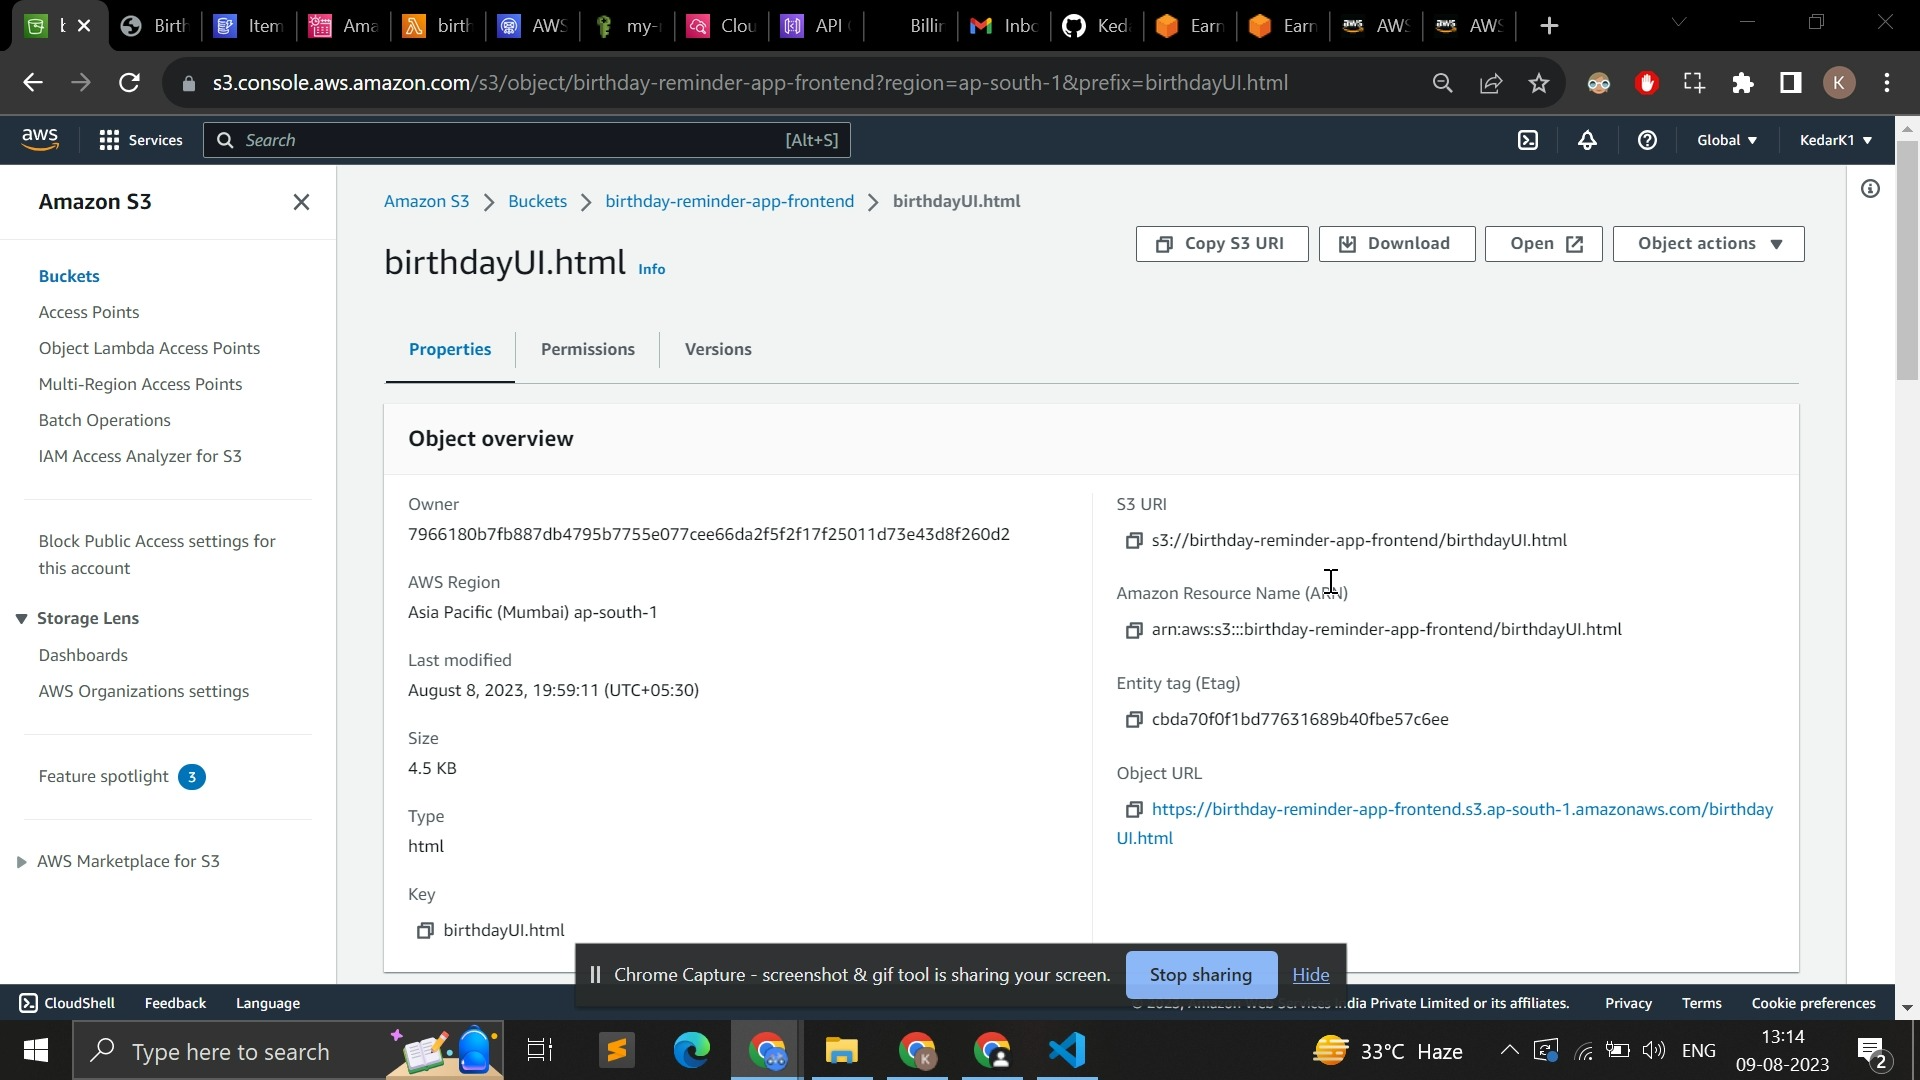 t
Birth
Item
Ama
birth
AWS
my-
Clou
API
Billir
Inbo
Keda
Earn
Earn
AWS
AWS
s3.console.aws.amazon.com/s3/object/birthday-reminder-app-frontend?region=ap-south-1&prefix=birthdayUI.html
K
aws
Services
Search
[Alt+S]
Global
KedarK1
Amazon S3
Buckets
Access Points
Object Lambda Access Points
Multi-Region Access Points
Batch Operations
IAM Access Analyzer for S3
Block Public Access settings for
this account
Storage Lens
Dashboards
AWS Organizations settings
Feature spotlight 3
AWS Marketplace for S3
Amazon S3 > Buckets > birthday-reminder-app-frontend > birthdayUI.html
birthdayUI.html Info
Copy S3 URI
Download
Open
Object actions
Properties
Permissions
Versions
Object overview
Owner
7966180b7fb887db4795b7755e077cee66da2f5f2f17f25011d73e43d8f260d2
AWS Region
Asia Pacific (Mumbai) ap-south-1
Last modified
August 8, 2023, 19:59:11 (UTC+05:30)
Size
4.5 KB
Type
html
Key
birthdayUI.html
S3 URI
s3://birthday-reminder-app-frontend/birthdayUI.html
Amazon Resource Name (ARN)
arn:aws:s3:::birthday-reminder-app-frontend/birthdayUI.html
Entity tag (Etag)
cbda70f0f1bd77631689b40fbe57c6ee
Object URL
https://birthday-reminder-app-frontend.s3.ap-south-1.amazonaws.com/birthday
UI.html
Chrome Capture - screenshot & gif tool is sharing your screen.
Stop sharing
Hide
CloudShell
Feedback
Language
© 2023, Amazon Web Services India Private Limited or its affiliates.
Privacy
Terms
Cookie preferences
Type here to search
33°C Haze
ENG
13:14
09-08-2023
2